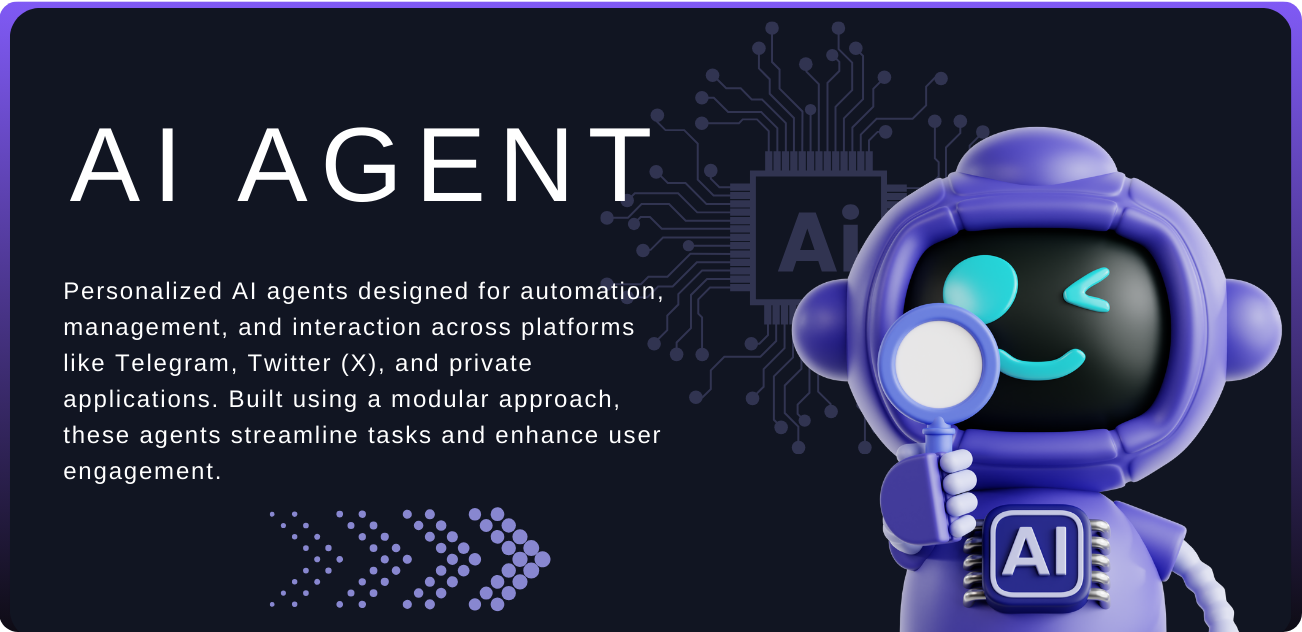 AI AGENT
Personalized AI agents designed for automation,
management, and interaction across platforms
like Telegram, Twitter (X), and private
applications. Built using a modular approach,
these agents streamline tasks and enhance user
engagement.
Ai
AI